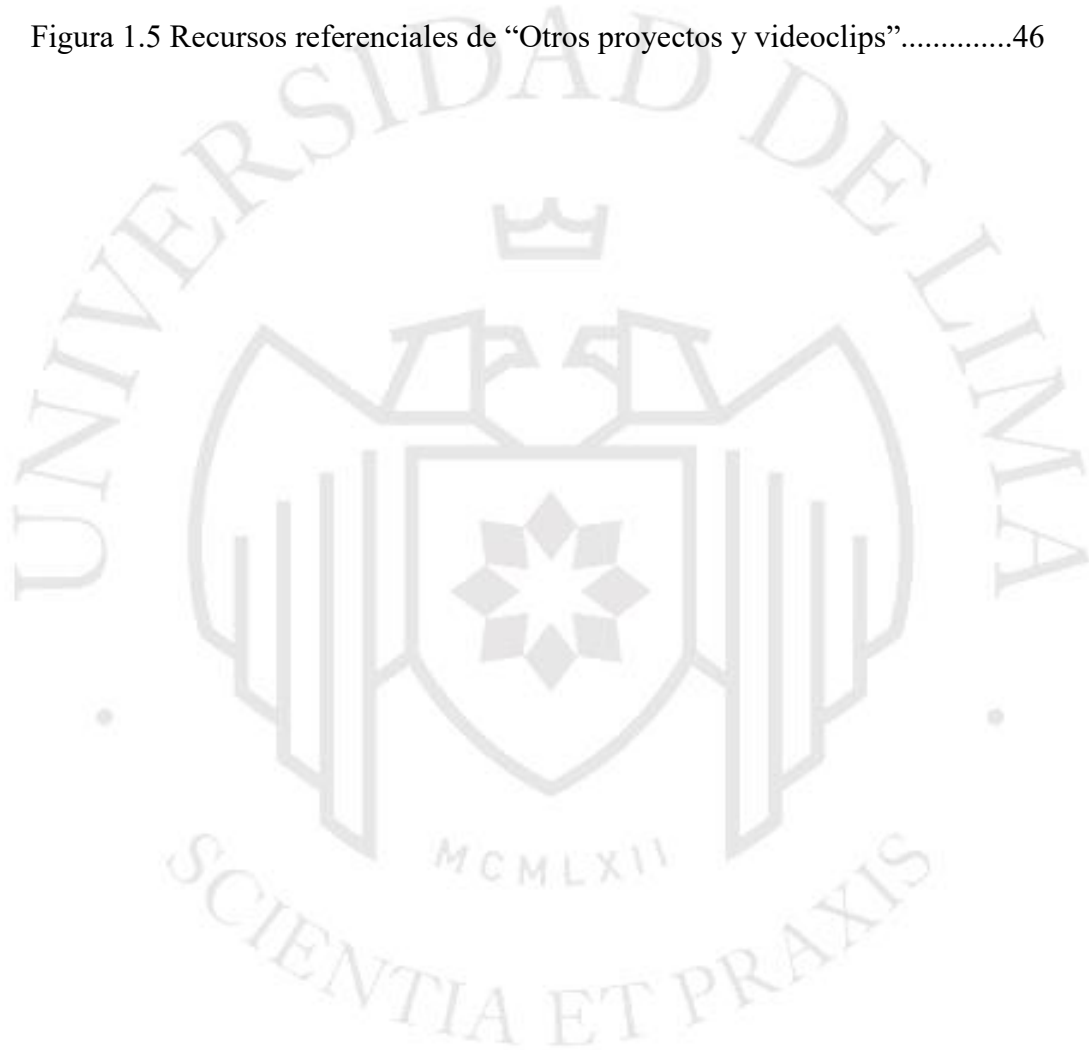 Figura 1.5 Recursos referenciales de “Otros proyectos y videoclips”..............46
UNIVERSIDAD DE LIMA
MCMLXII
SCIENTIA ET PRAXIS